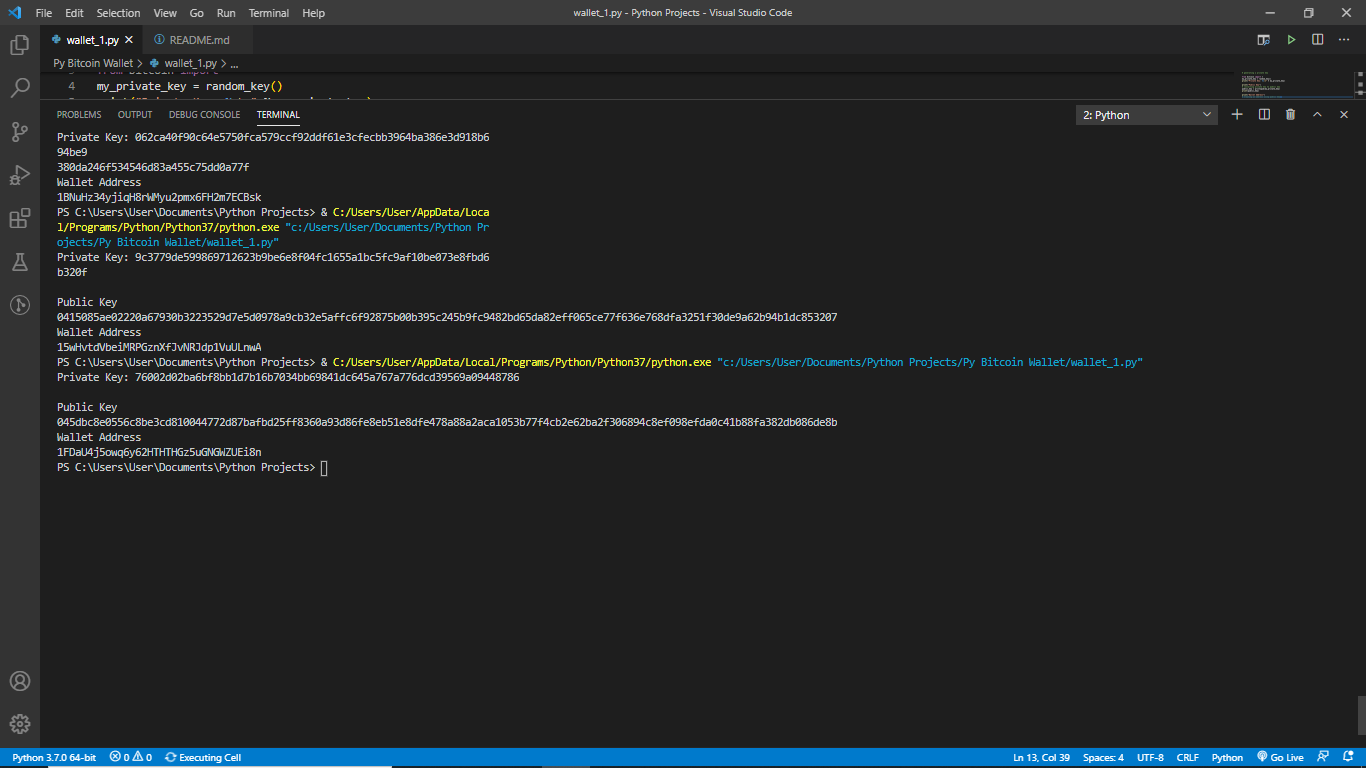 File Edit Selection View Go Run Terminal Help
wallet_1.py - Python Projects - Visual Studio Code
wallet_1.py
README.md
Py Bitcoin Wallet > wallet_1.py > ...
4 my_private_key = random_key()
PROBLEMS OUTPUT DEBUG CONSOLE TERMINAL
2: Python
Private Key: 062ca40f90c64e5750fca579ccf92ddf61e3cfecbb3964ba386e3d918b6
94be9
380da246f534546d83a455c75dd0a77f
Wallet Address
1BNuHz34yjiqH8rWMyu2pmx6FH2m7ECBsk
PS C:\Users\User\Documents\Python Projects> & C:/Users/User/AppData/Loca
l/Programs/Python/Python37/python.exe "c:/Users/User/Documents/Python Pr
ojects/Py Bitcoin Wallet/wallet_1.py"
Private Key: 9c3779de599869712623b9be6e8f04fc1655a1bc5fc9af10be073e8fbd6
b320f
Public Key
0415085ae02220a67930b3223529d7e5d0978a9cb32e5affc6f92875b00b395c245b9fc9482bd65da82eff065ce77f636e768dfa3251f30de9a62b94b1dc853207
Wallet Address
15wHvtdVbeiMRPGznXfJvNRJdp1VuULnwA
PS C:\Users\User\Documents\Python Projects> & C:/Users/User/AppData/Local/Programs/Python/Python37/python.exe "c:/Users/User/Documents/Python Projects/Py Bitcoin Wallet/wallet_1.py"
Private Key: 76002d02ba6bf8bb1d7b16b7034bb69841dc645a767a776dcd39569a09448786
Public Key
045dbc8e0556c8be3cd810044772d87bafbd25ff8360a93d86fe8eb51e8dfe478a88a2aca1053b77f4cb2e62ba2f306894c8ef098efda0c41b88fa382db086de8b
Wallet Address
1FDaU4j5owq6y62HTHTHGz5uGNGWZUEi8n
PS C:\Users\User\Documents\Python Projects>
Python 3.7.0 64-bit 0 0 Executing Cell
Ln 13, Col 39 Spaces: 4 UTF-8 CRLF Python Go Live